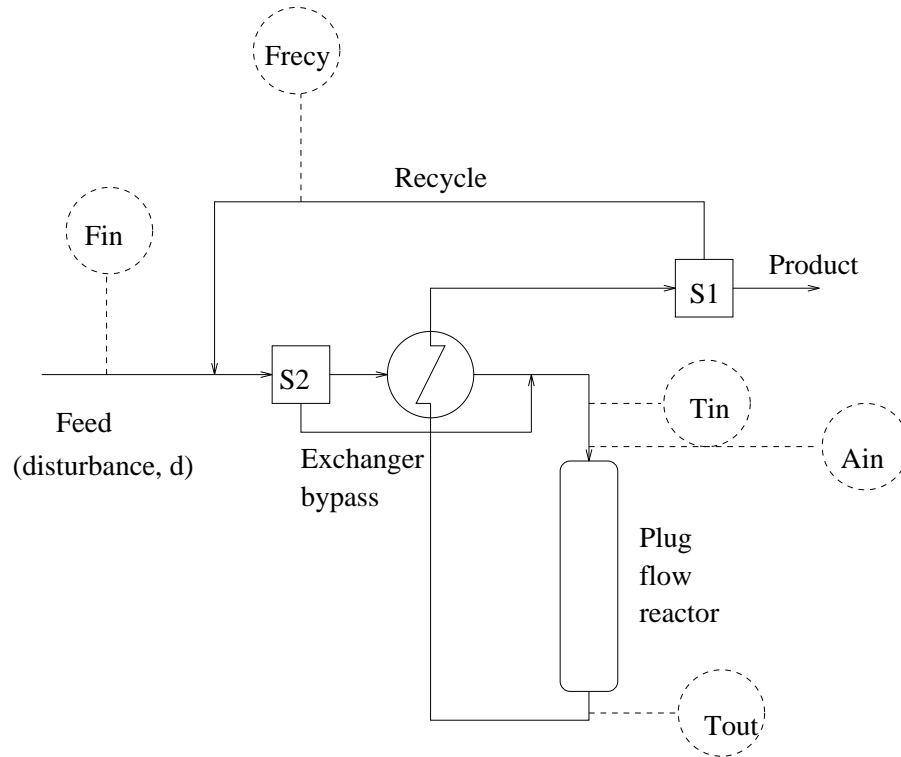 Frecy
Recycle
Fin
Product
S1
S2
Tin
Feed
(disturbance, d)
Exchanger
bypass
Ain
Plug
flow
reactor
Tout